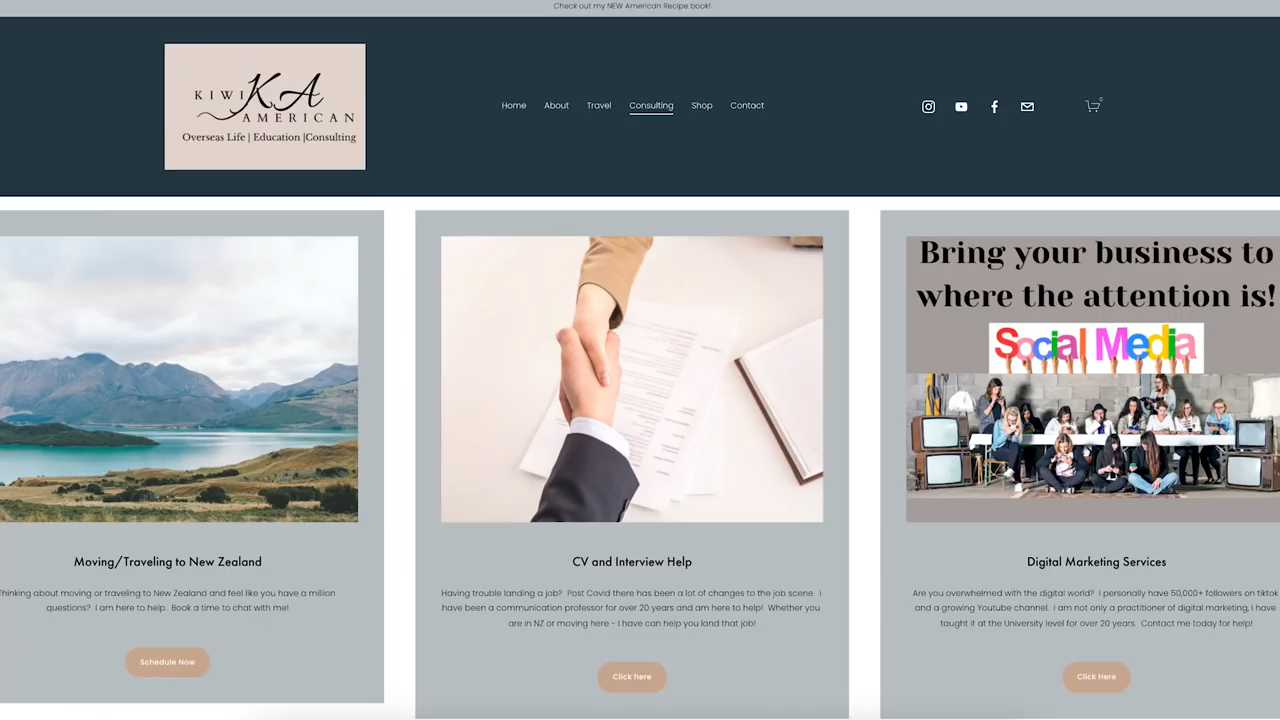 Check out my NEW American Recipe book!
KIWI KA
AMERICAN
Overseas Life | Education |Consulting
Home About Travel Consulting Shop Contact
0
Bring your business to
where the attention is!
Social Media
Moving/Traveling to New Zealand
Thinking about moving or traveling to New Zealand and feel like you have a million
questions? I am here to help. Book a time to chat with me!
Schedule Now
CV and Interview Help
Having trouble landing a job? Post Covid there has been a lot of changes to the job scene. I
have been a communication professor for over 20 years and am here to help! Whether you
are in NZ or moving here - I have can help you land that job!
Click here
Digital Marketing Services
Are you overwhelmed with the digital world? I personally have 50,000+ followers on tiktok
and a growing Youtube channel. I am not only a practitioner of digital marketing, I have
taught it at the University level for over 20 years. Contact me today for help!
Click Here